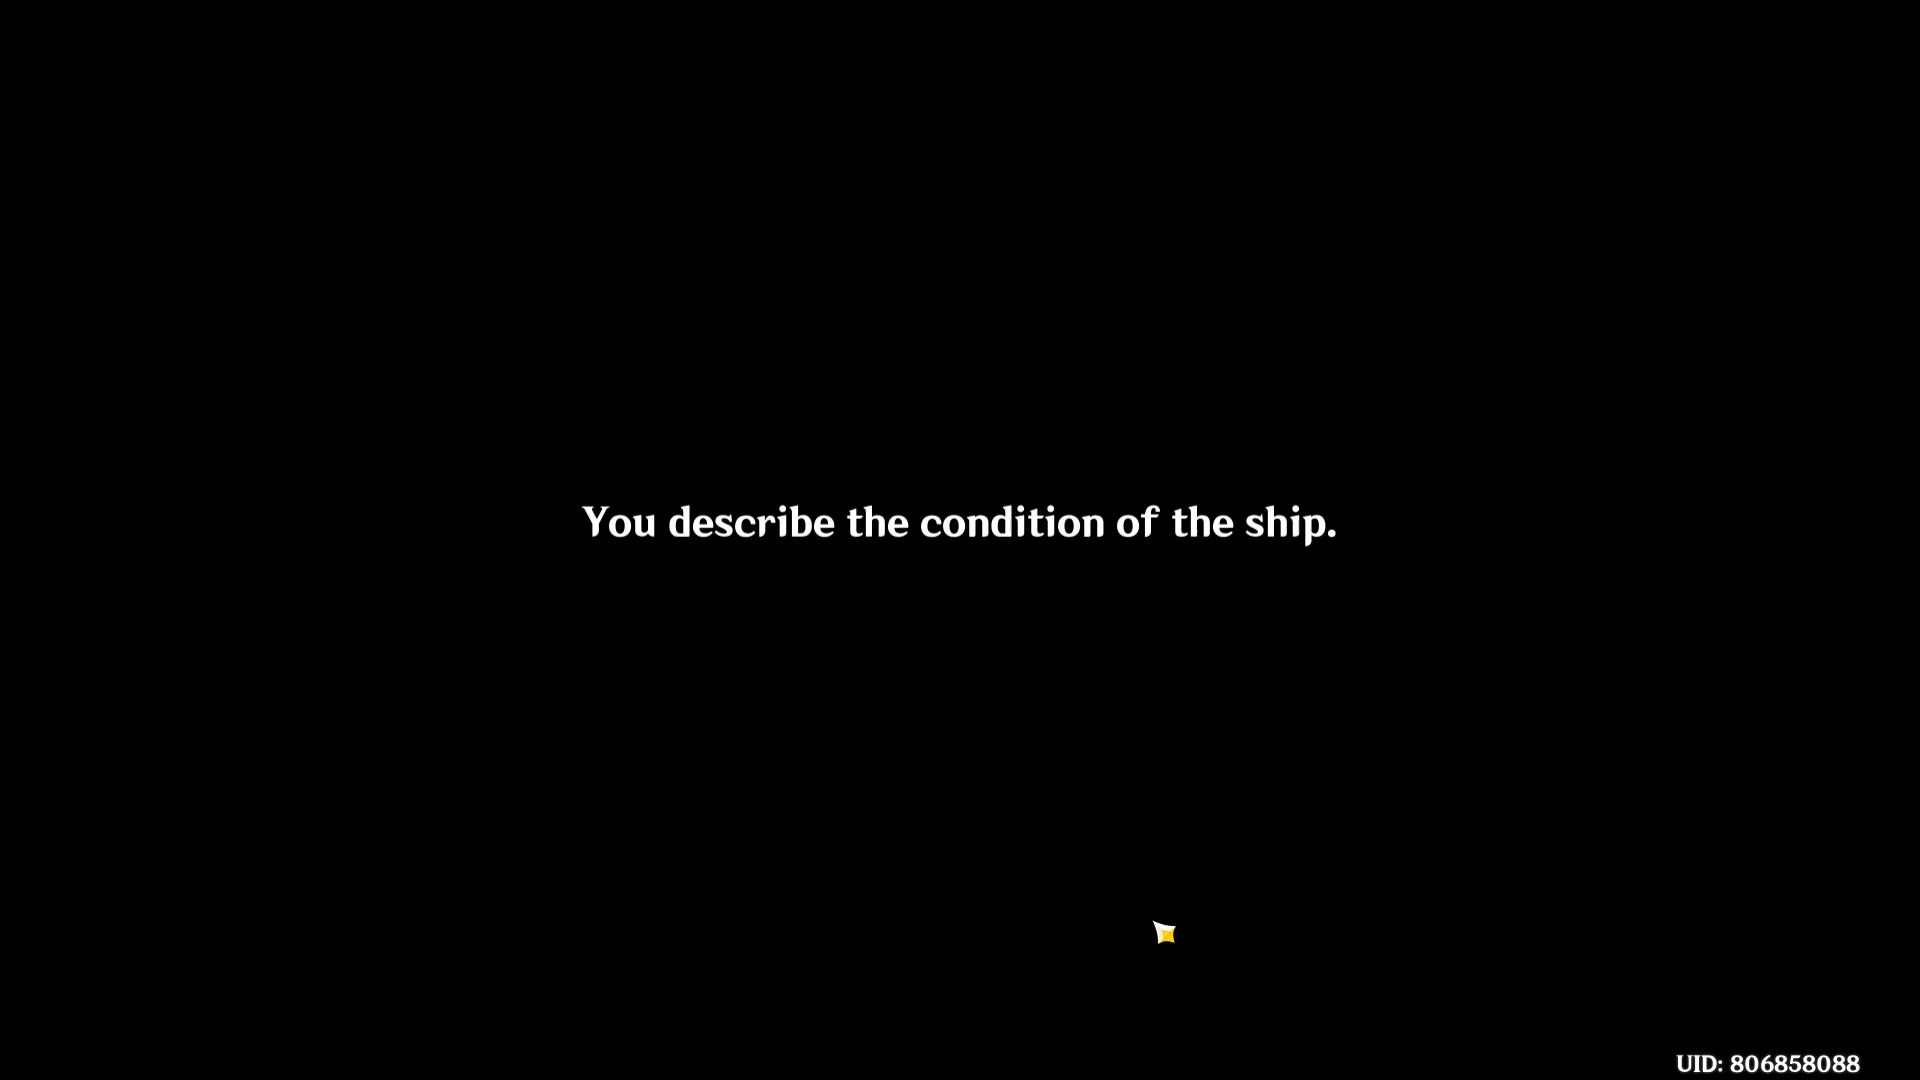 You describe the condition of the ship.
UID: 806858088